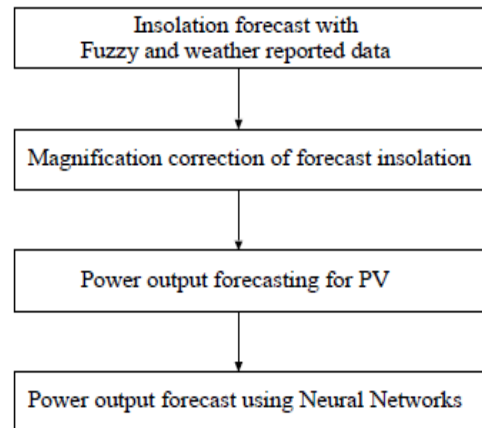 Insolation forecast with
Fuzzy and weather reported data
Magnification correction of forecast insolation
Power output forecasting for PV
Power output forecast using Neural Networks